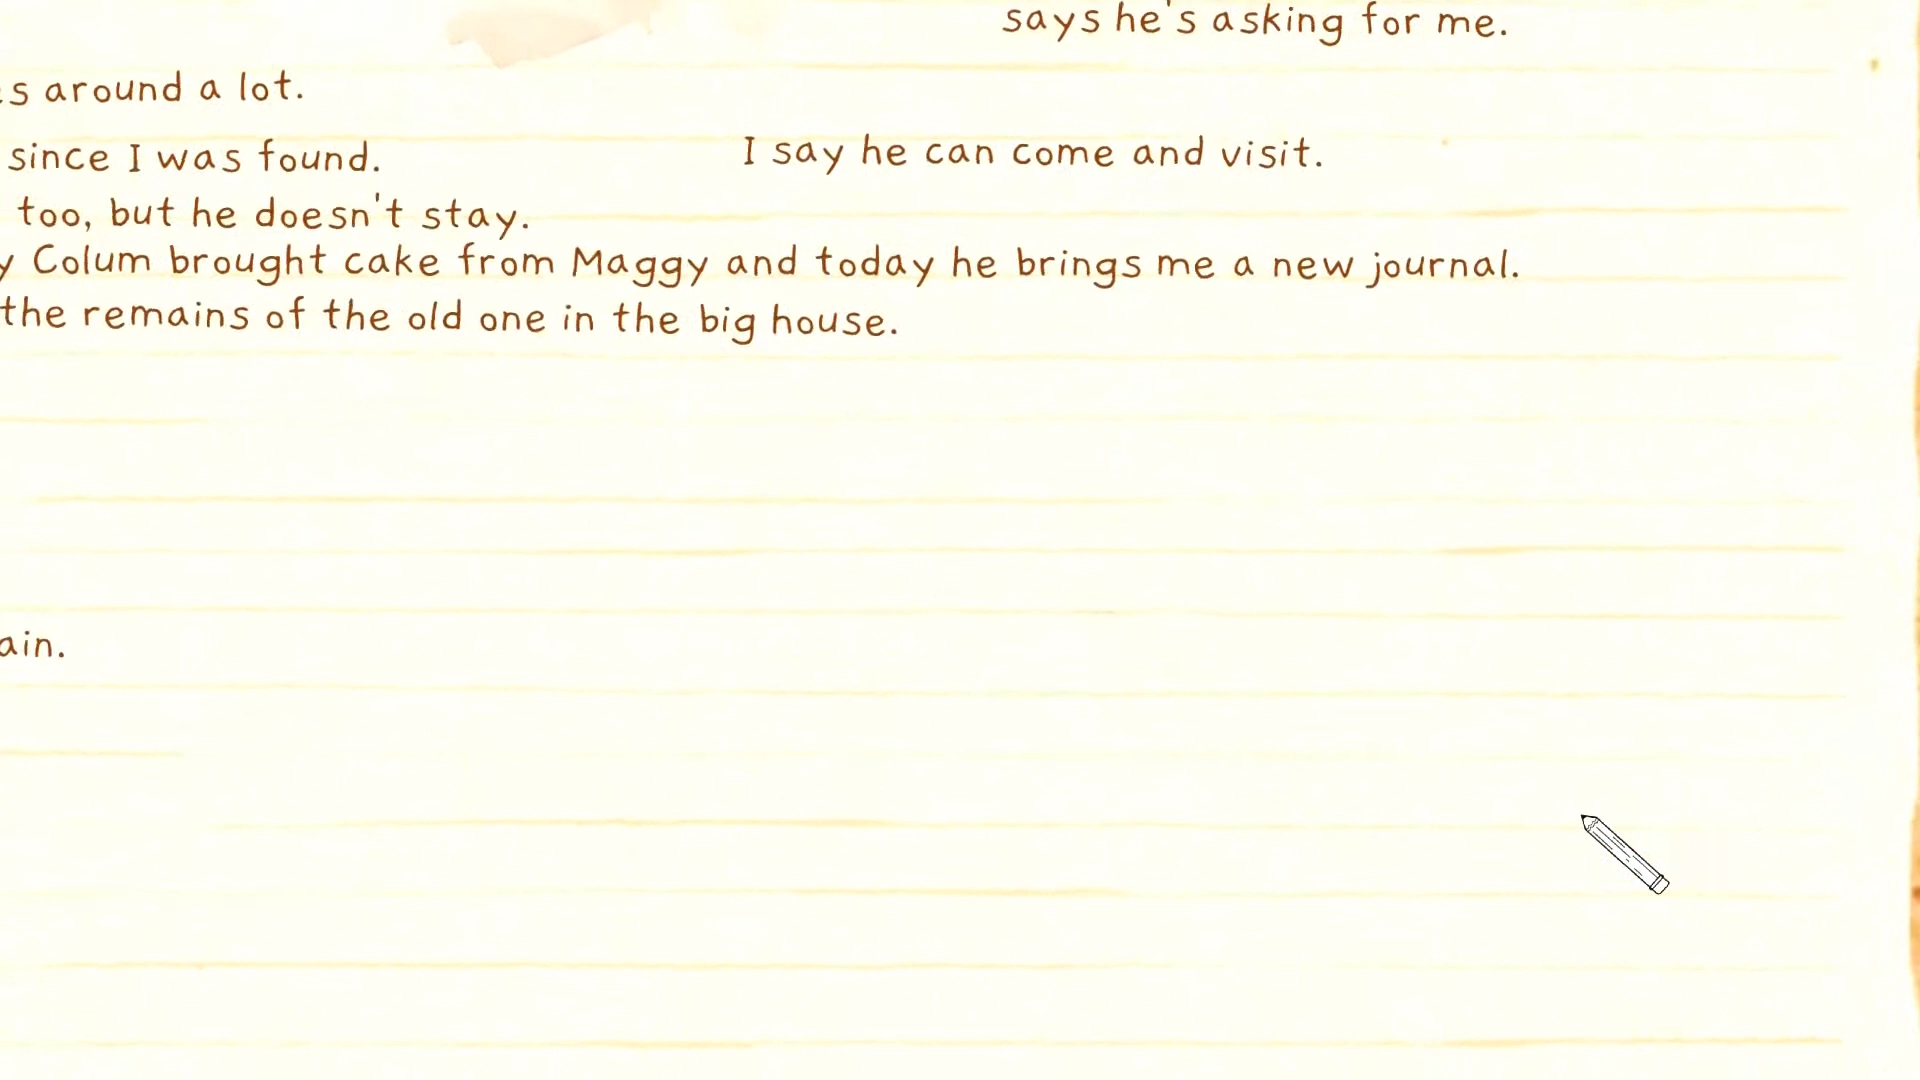 says he's asking for me.
s around a lot.
since I was found.
I say he can come and visit.
too, but he doesn't stay.
y Colum brought cake from Maggy and today he brings me a new journal.
the remains of the old one in the big house.
ain.